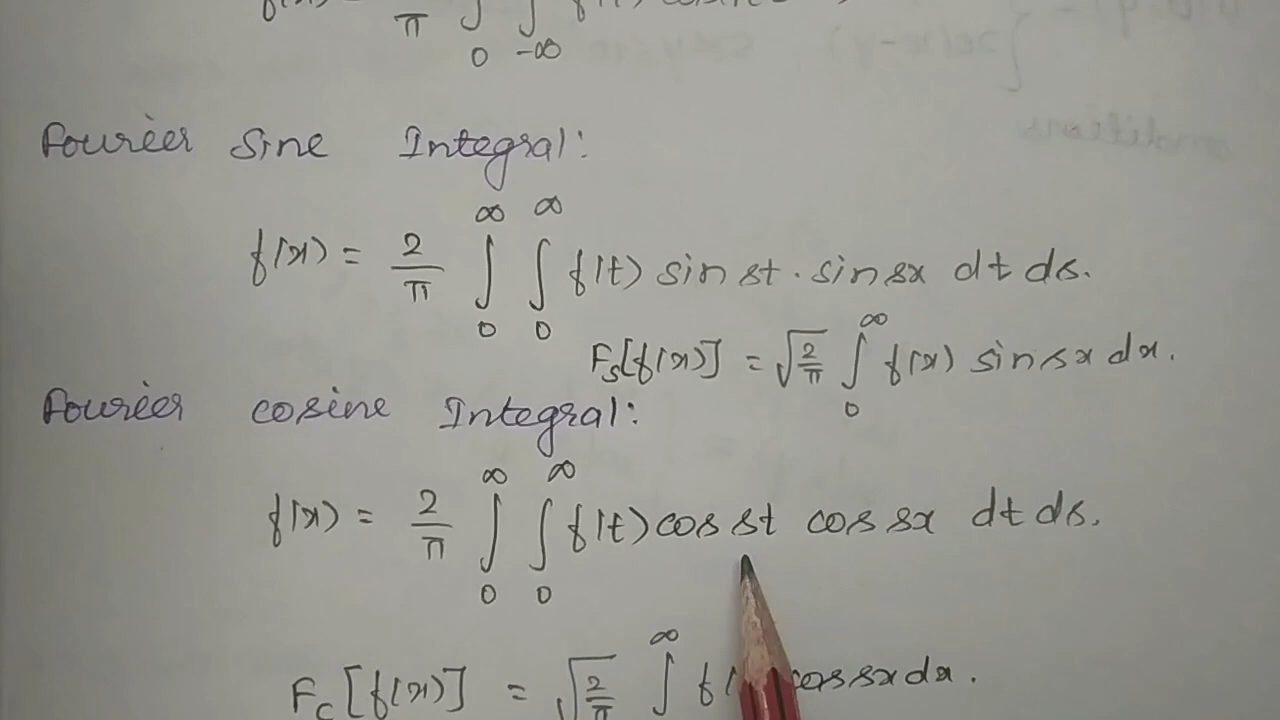 π 0 -∞
Fourier Sine Integral:
f(x) = 2/π ∫₀^∞ ∫₀^∞ f(t) sin st . sin sx dt ds.
Fs[f(x)] = √(2/π) ∫₀^∞ f(x) sin sx dx.
Fourier cosine Integral:
f(x) = 2/π ∫₀^∞ ∫₀^∞ f(t) cos st cos sx dt ds.
Fc[f(x)] = √(2/π) ∫^∞ f( cos sx dx.